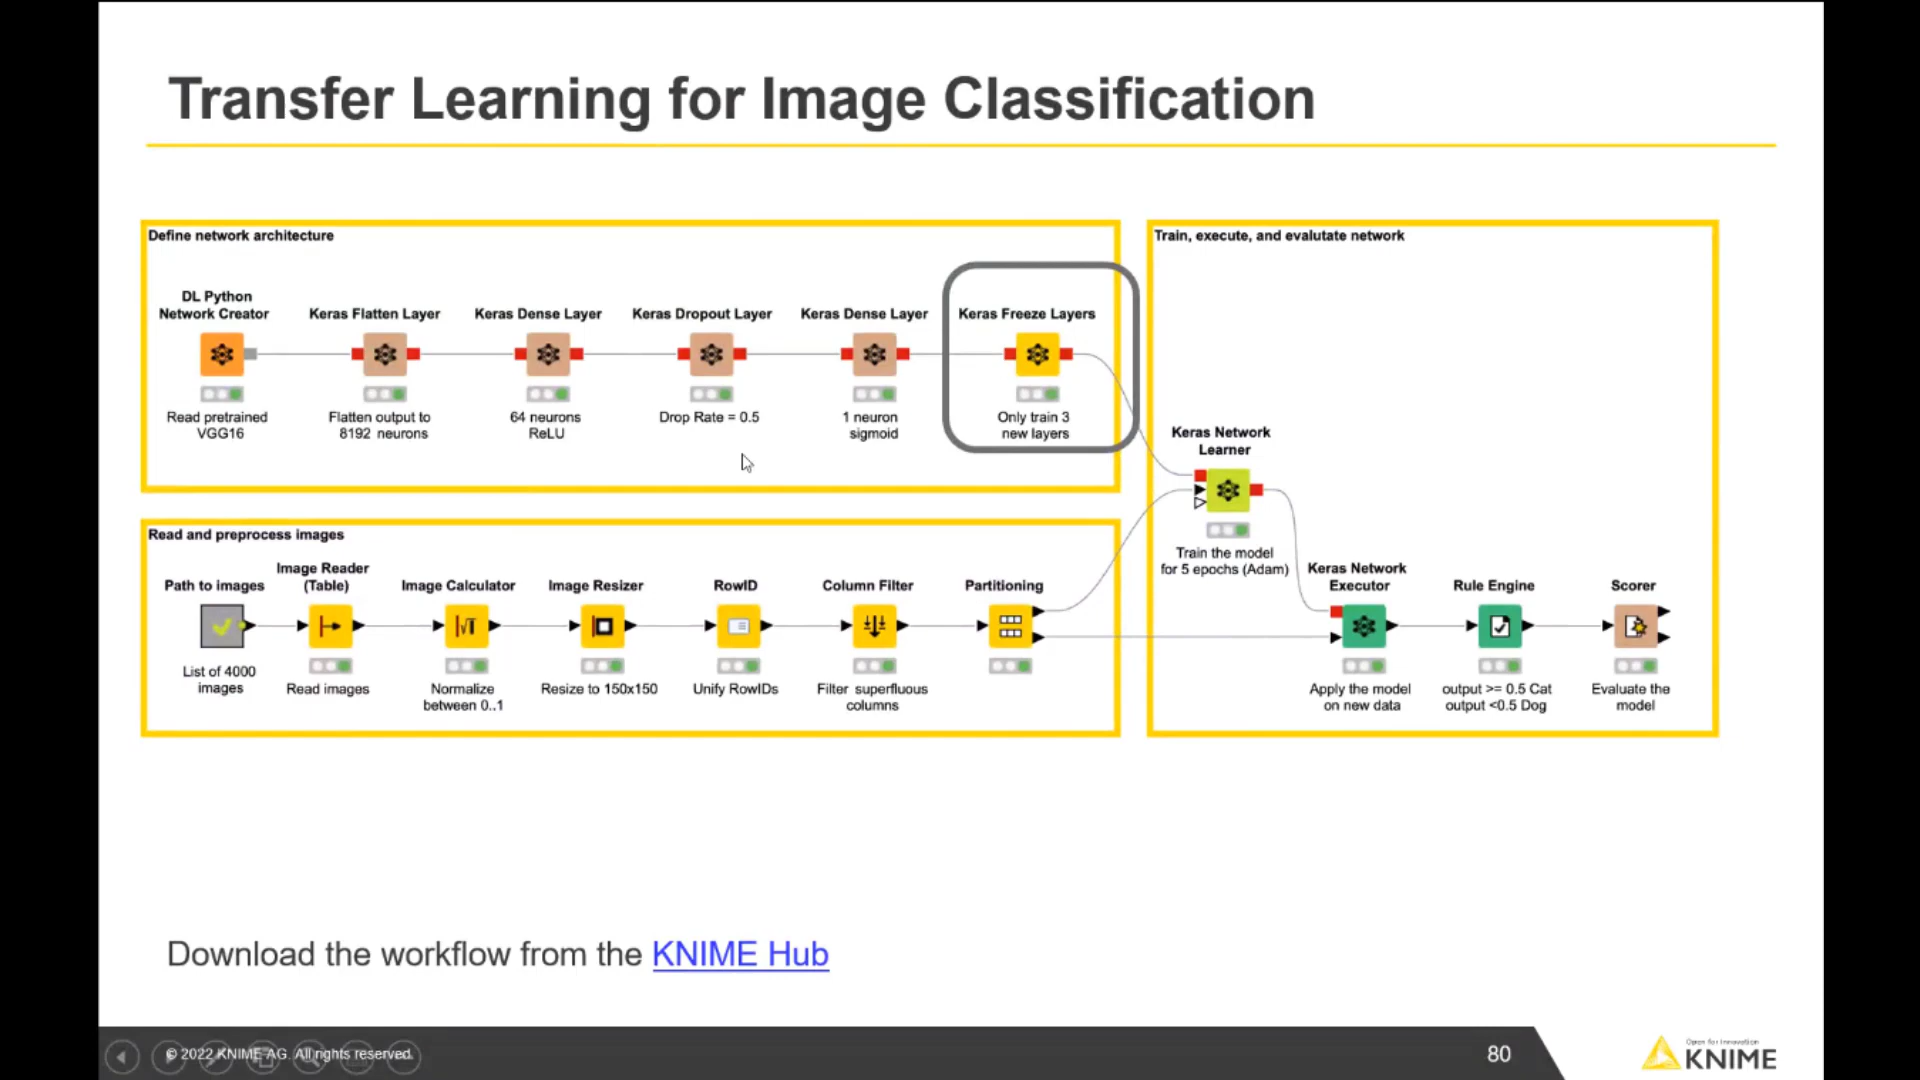 Transfer Learning for Image Classification
Define network architecture
DL Python
Network Creator
Read pretrained
VGG16
Keras Flatten Layer
Flatten output to
8192 neurons
Keras Dense Layer
64 neurons
ReLU
Keras Dropout Layer
Drop Rate = 0.5
Keras Dense Layer
1 neuron
sigmoid
Keras Freeze Layers
Only train 3
new layers
Read and preprocess images
Path to images
List of 4000
images
Image Reader
(Table)
Read images
Image Calculator
Normalize
between 0..1
Image Resizer
Resize to 150x150
RowID
Unify RowIDs
Column Filter
Filter superfluous
columns
Partitioning
Train, execute, and evalutate network
Keras Network
Learner
Train the model
for 5 epochs (Adam)
Keras Network
Executor
Apply the model
on new data
Rule Engine
output >= 0.5 Cat
output <0.5 Dog
Scorer
Evaluate the
model
Download the workflow from the KNIME Hub
© 2022 KNIME AG. All rights reserved.
80
Open for Innovation
KNIME